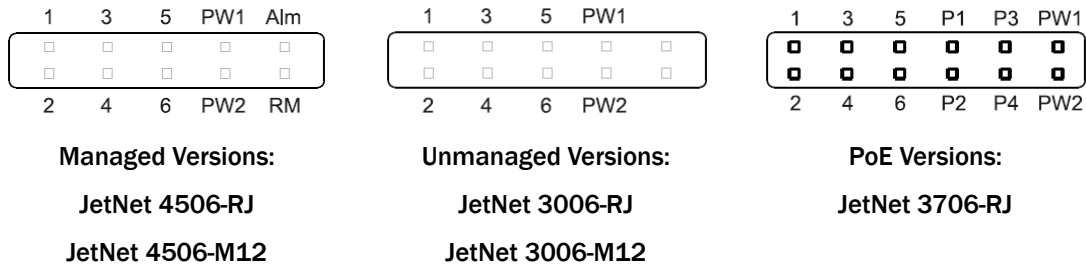 1 3 5 PW1 Alm
2 4 6 PW2 RM
Managed Versions:
JetNet 4506-RJ
JetNet 4506-M12
1 3 5 PW1
2 4 6 PW2
Unmanaged Versions:
JetNet 3006-RJ
JetNet 3006-M12
1 3 5 P1 P3 PW1
2 4 6 P2 P4 PW2
PoE Versions:
JetNet 3706-RJ